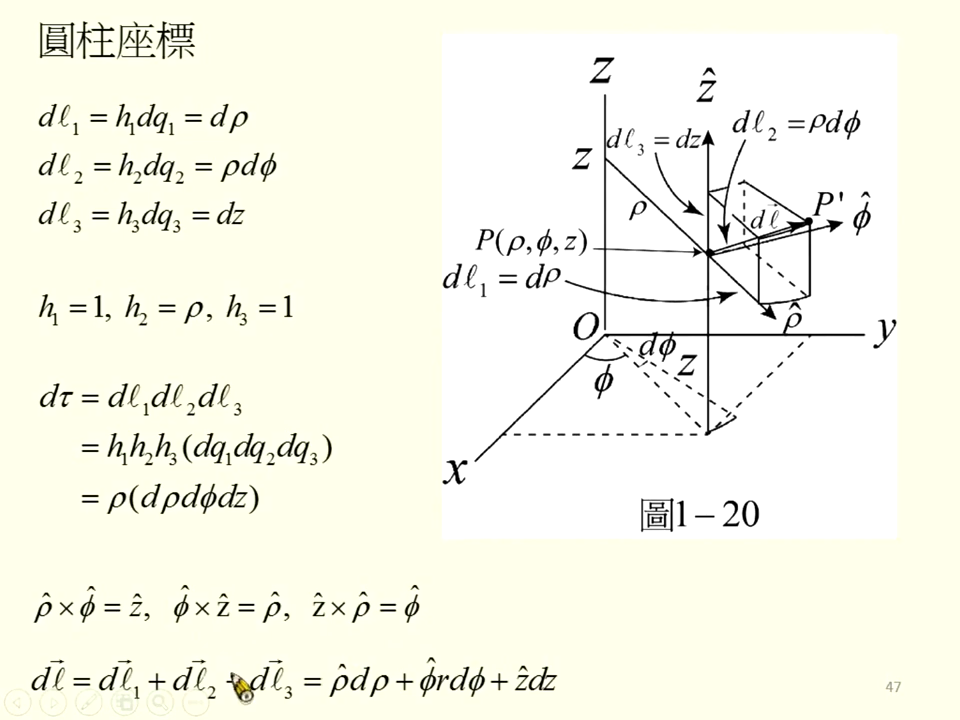 圓柱座標
dℓ₁ = h₁dq₁ = dρ
dℓ₂ = h₂dq₂ = ρdϕ
dℓ₃ = h₃dq₃ = dz
h₁ = 1, h₂ = ρ, h₃ = 1
dτ = dℓ₁dℓ₂dℓ₃
= h₁h₂h₃(dq₁dq₂dq₃)
= ρ(dρdϕdz)
ρ̂ × ϕ̂ = ẑ, ϕ̂ × ẑ = ρ̂, ẑ × ρ̂ = ϕ̂
dℓ⃗ = dℓ⃗₁ + dℓ⃗₂ + dℓ⃗₃ = ρ̂dρ + ϕ̂rdϕ + ẑdz
z
ẑ
dℓ₃ = dz
dℓ₂ = ρdϕ
z
ρ
dℓ⃗
P'
ϕ̂
P(ρ,ϕ,z)
dℓ₁ = dρ
ρ̂
O
y
dϕ
z
ϕ
x
圖1−20
47